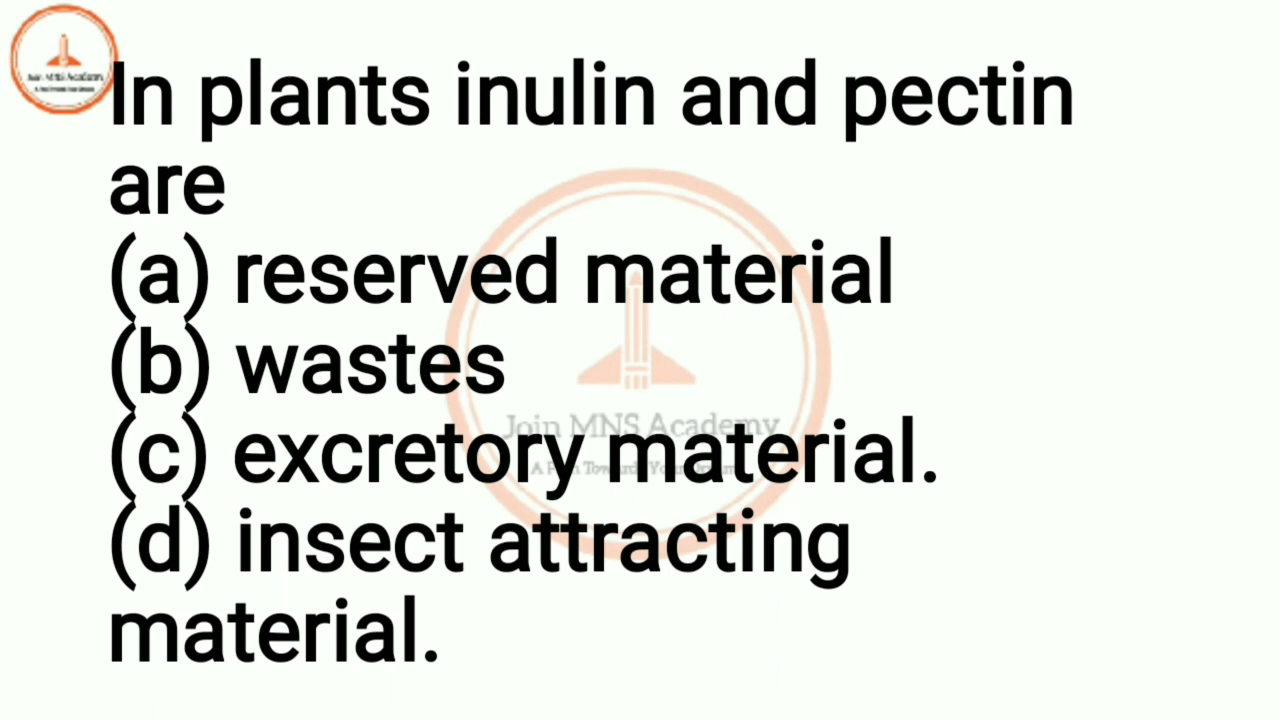 In plants inulin and pectin
are
(a) reserved material
(b) wastes
(c) excretory material.
(d) insect attracting
material.
Join MNS Academy